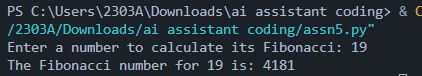 PS C:\Users\2303A\Downloads\ai assistant coding> & C
/2303A/Downloads/ai assistant coding/assn5.py"
Enter a number to calculate its Fibonacci: 19
The Fibonacci number for 19 is: 4181